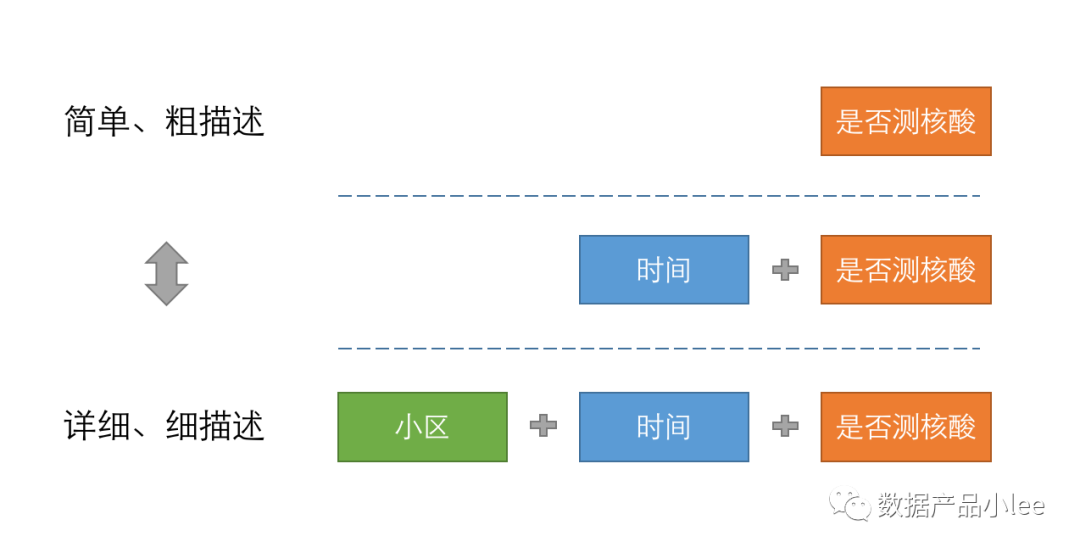 简单、粗描述
是否测核酸
时间
是否测核酸
详细、细描述
小区
时间
是否测核酸
数据产品小lee